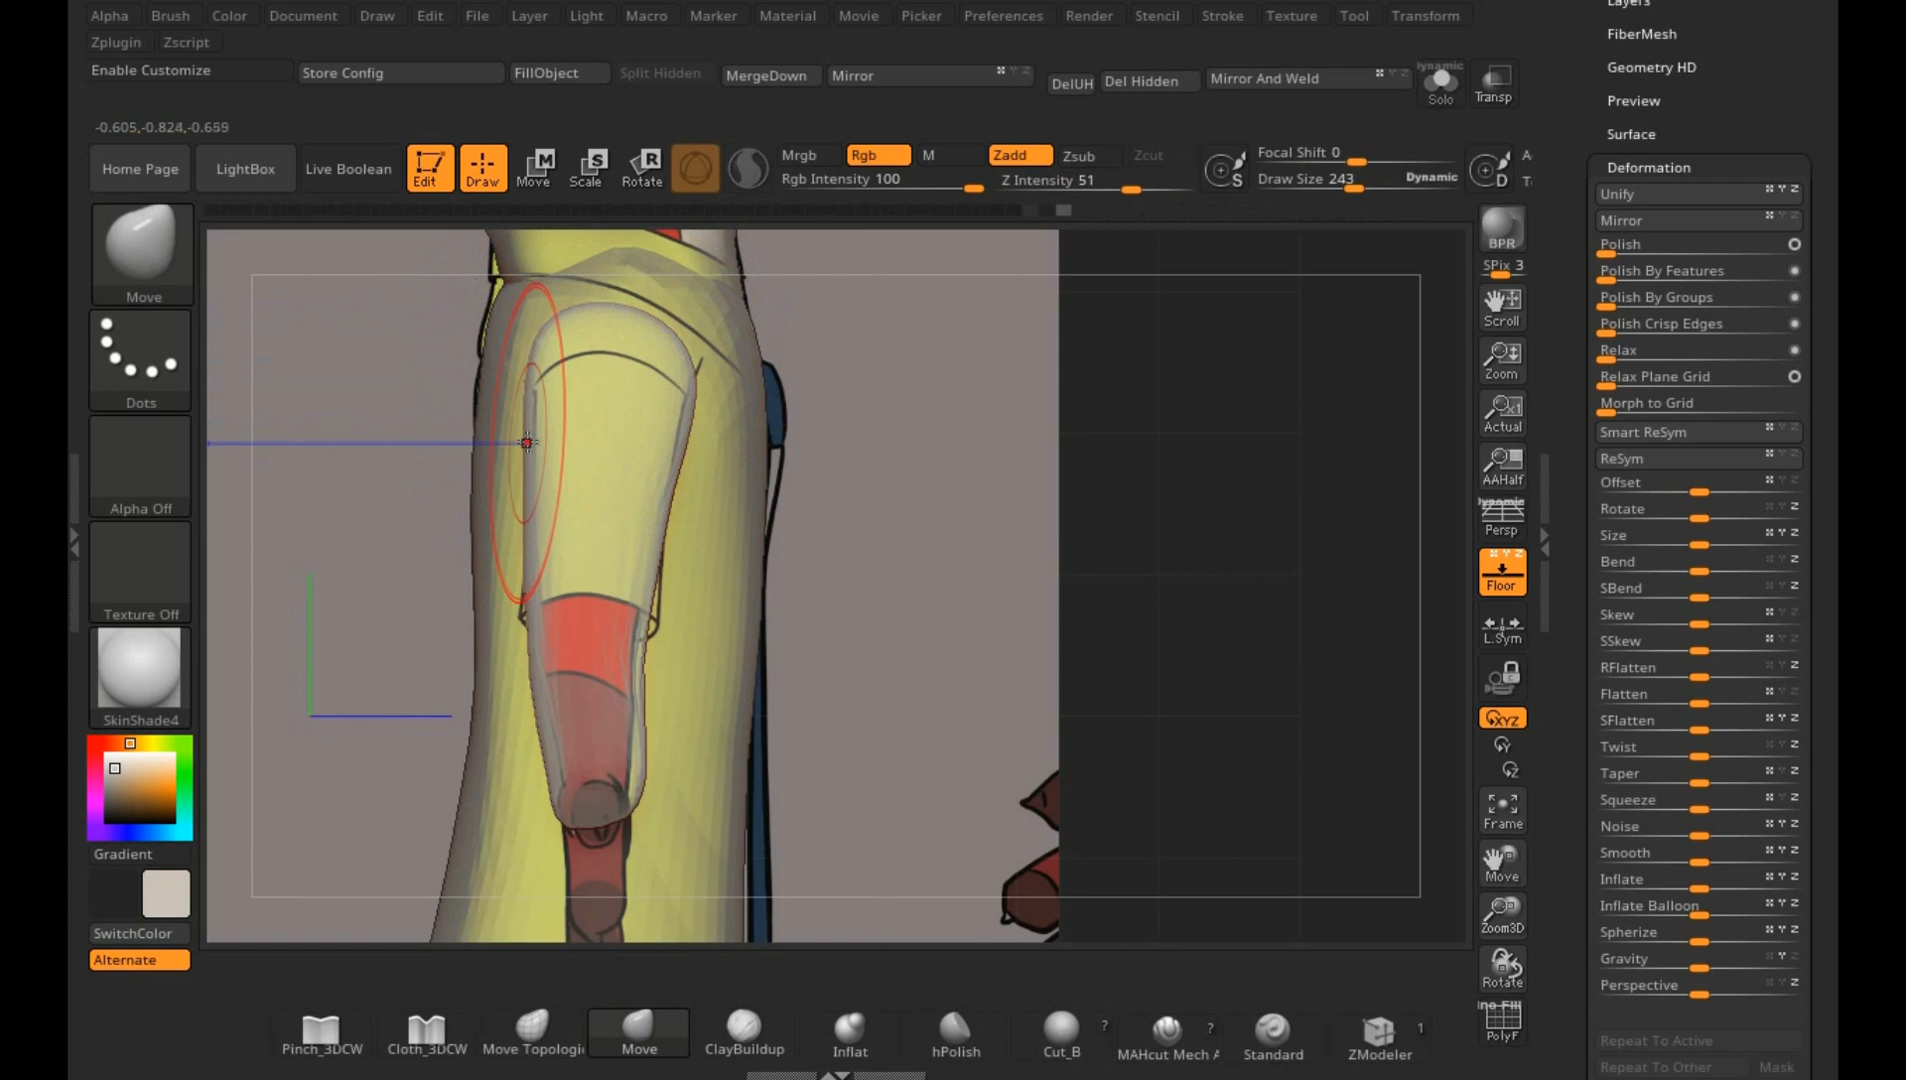 Alpha Brush Color Document Draw Edit File Layer Light Macro Marker Material Movie Picker Preferences Render Stencil Stroke Texture Tool Transform
Zplugin Zscript
Enable Customize Store Config FillObject Split Hidden MergeDown Mirror DelUH Del Hidden Mirror And Weld Dynamic Solo Transp
-0.605,-0.824,-0.659
Home Page LightBox Live Boolean Edit Draw M Move S Scale R Rotate Mrgb Rgb M Zadd Zsub Zcut S Focal Shift 0 D
Rgb Intensity 100 Z Intensity 51 Draw Size 243 Dynamic
Move
Dots
Alpha Off
Texture Off
SkinShade4
Gradient
SwitchColor
Alternate
BPR
SPix 3
Scroll
Zoom
Actual
AAHalf
Dynamic
Persp
Floor
L.Sym
XYZ
Y
Z
Frame
Move
Zoom3D
Rotate
PolyF
Layers
FiberMesh
Geometry HD
Preview
Surface
Deformation
Unify
Mirror
Polish
Polish By Features
Polish By Groups
Polish Crisp Edges
Relax
Relax Plane Grid
Morph to Grid
Smart ReSym
ReSym
Offset
Rotate
Size
Bend
SBend
Skew
SSkew
RFlatten
Flatten
SFlatten
Twist
Taper
Squeeze
Noise
Smooth
Inflate
Inflate Balloon
Spherize
Gravity
Perspective
Repeat To Active
Repeat To Other Mask
Pinch_3DCW Cloth_3DCW Move Topologi Move ClayBuildup Inflat hPolish Cut_B ? MAHcut Mech A ? Standard ZModeler 1